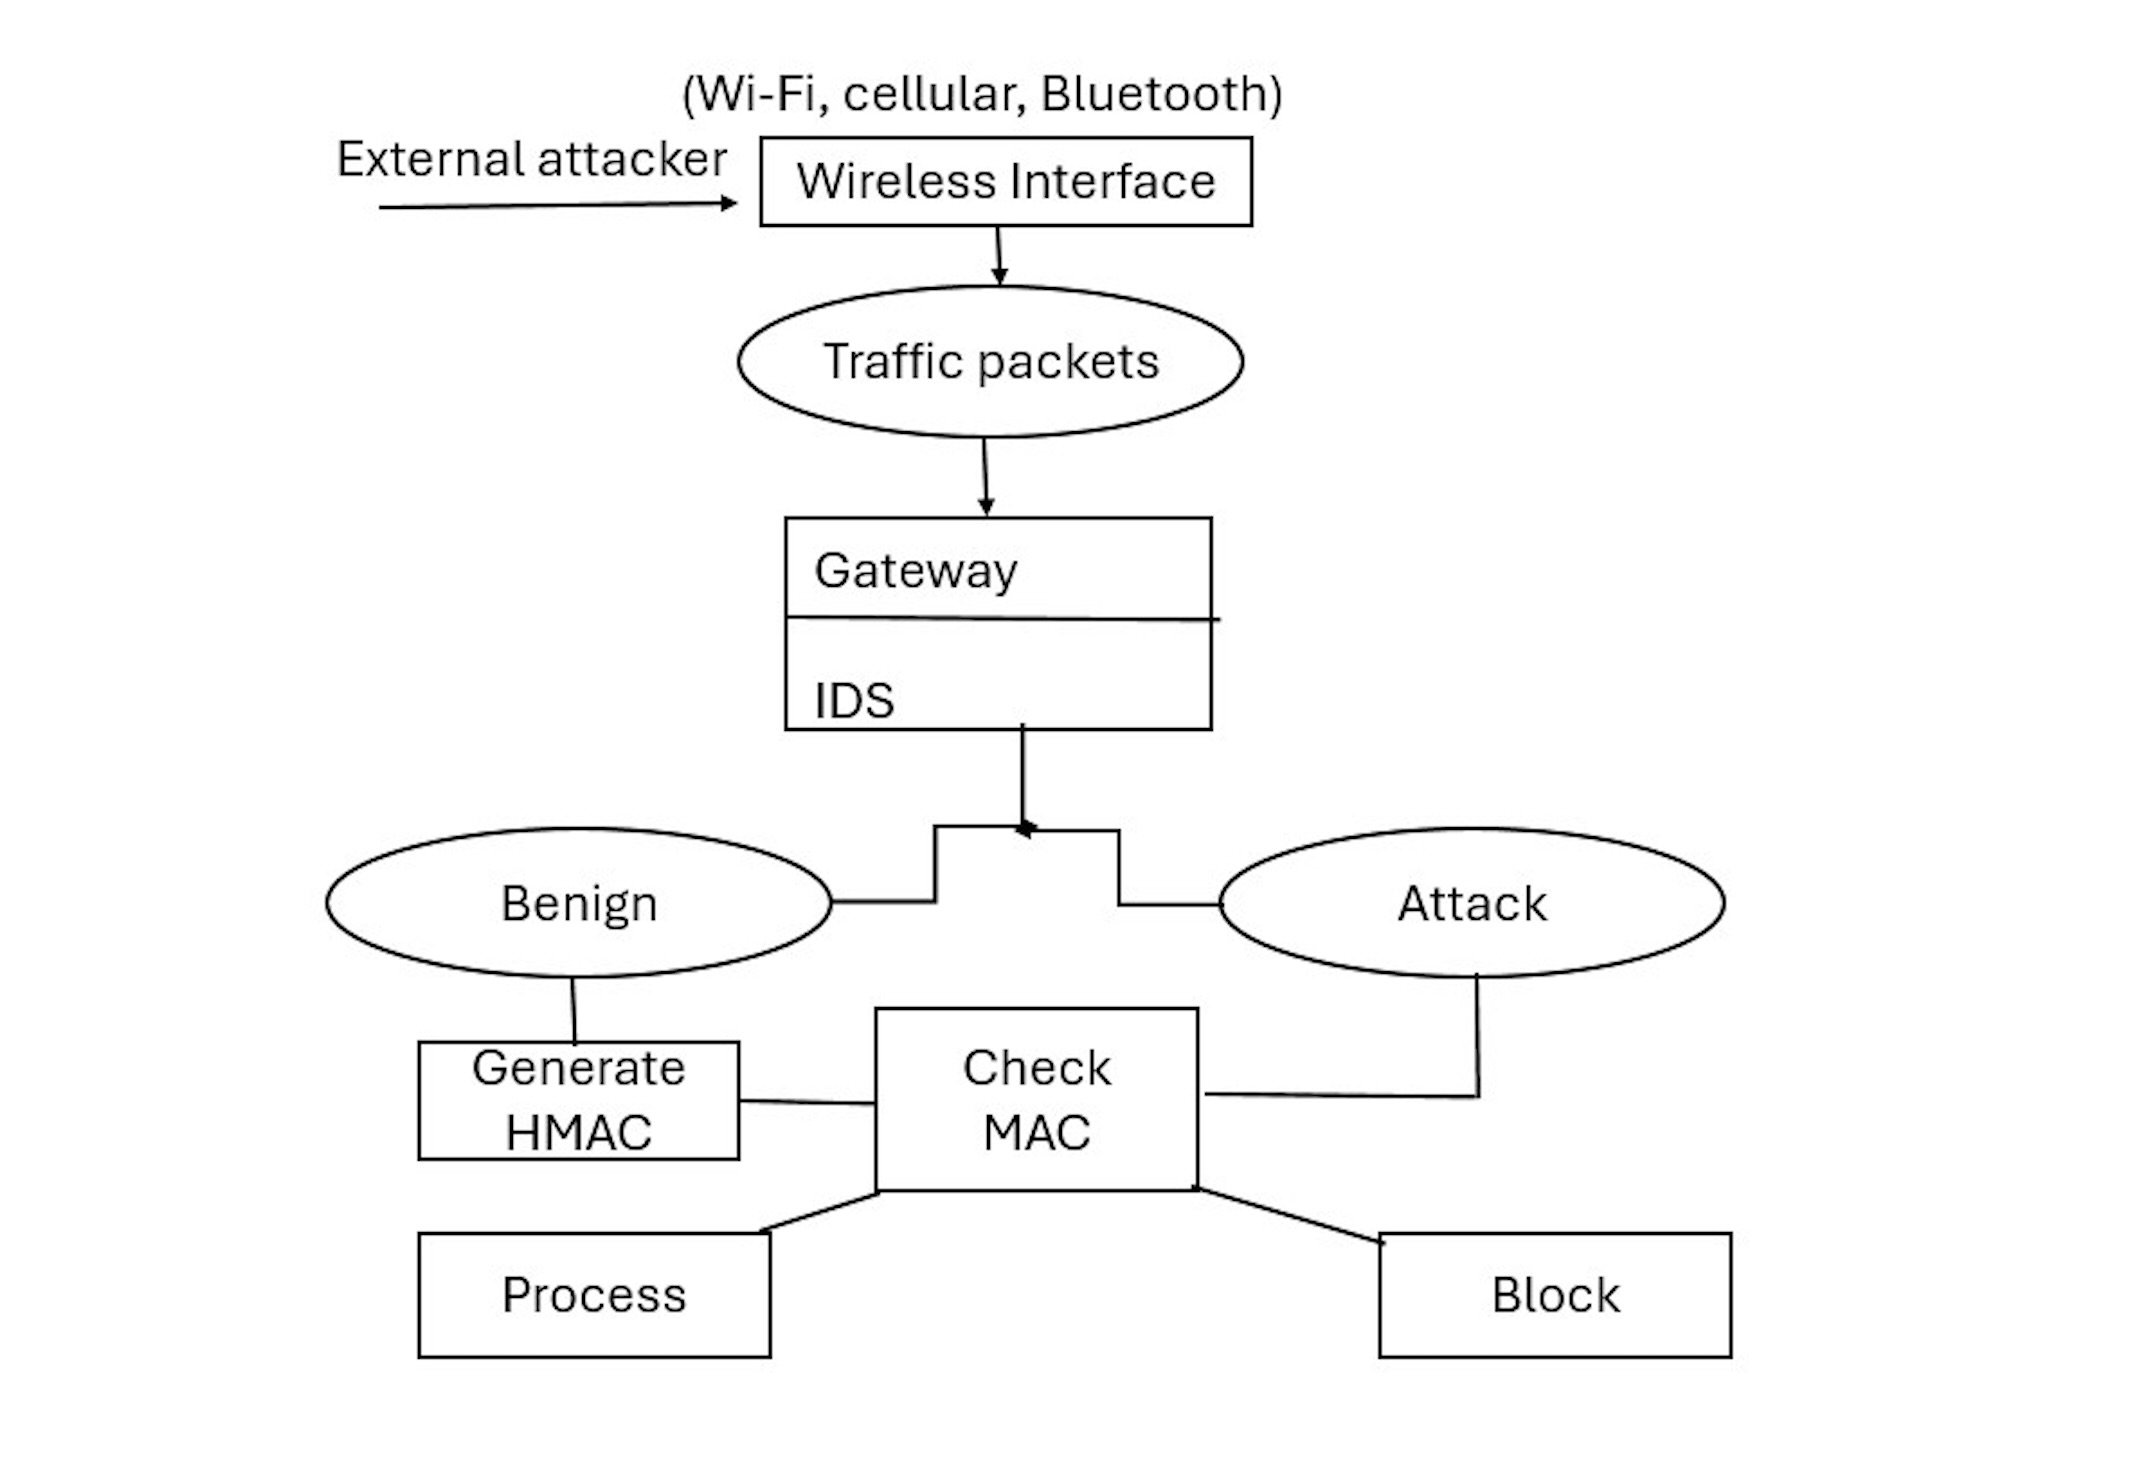 (Wi-Fi, cellular, Bluetooth)
External attacker
Wireless Interface
Traffic packets
Gateway
IDS
Benign
Attack
Generate
HMAC
Check
MAC
Process
Block